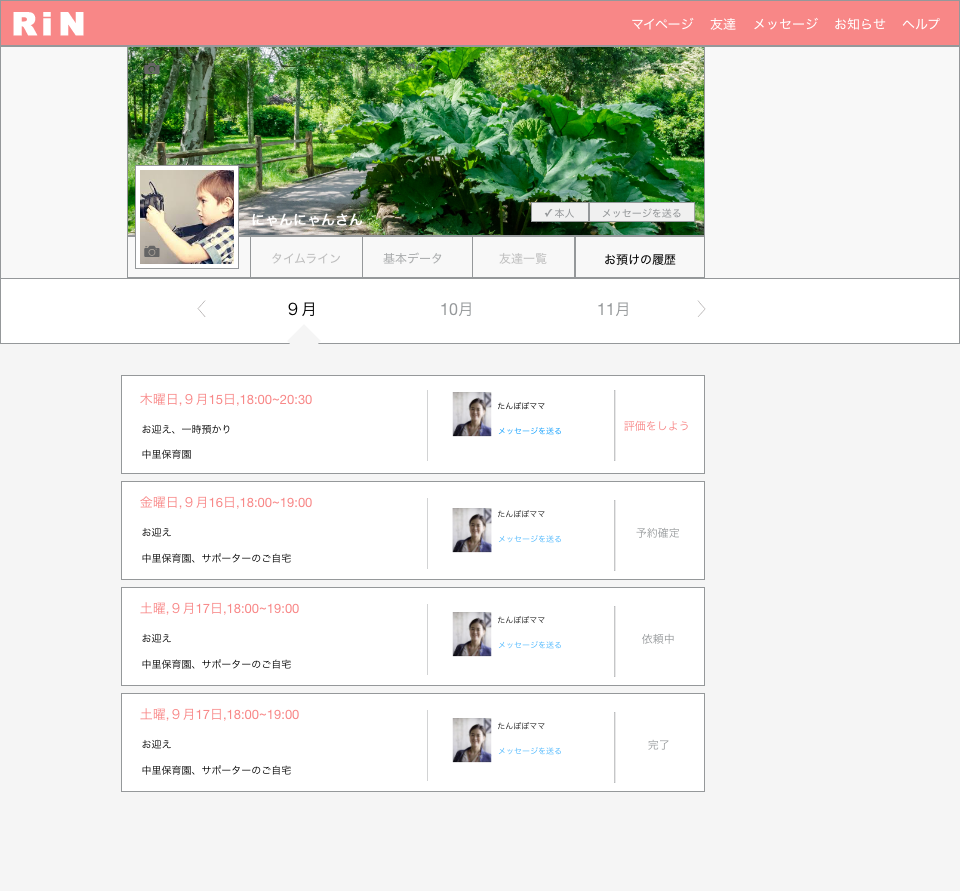 RiN
マイページ 友達 メッセージ お知らせ ヘルプ
にゃんにゃんさん
✓本人 メッセージを送る
タイムライン 基本データ 友達一覧 お預けの履歴
９月 10月 11月
木曜日,９月15日,18:00~20:30
お迎え、一時預かり
中里保育園
たんぽぽママ
メッセージを送る
評価をしよう
金曜日,９月16日,18:00~19:00
お迎え
中里保育園、サポーターのご自宅
たんぽぽママ
メッセージを送る
予約確定
土曜,９月17日,18:00~19:00
お迎え
中里保育園、サポーターのご自宅
たんぽぽママ
メッセージを送る
依頼中
土曜,９月17日,18:00~19:00
お迎え
中里保育園、サポーターのご自宅
たんぽぽママ
メッセージを送る
完了